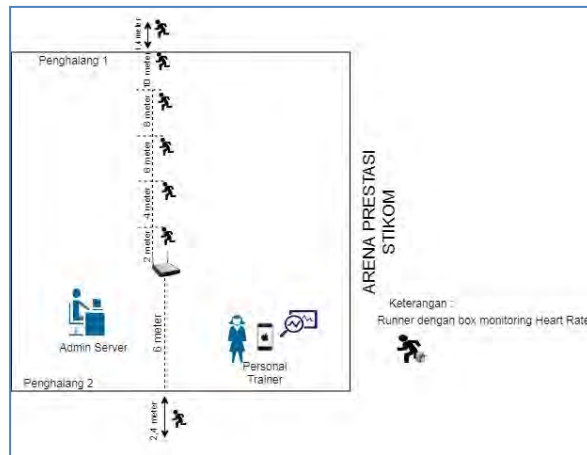 1,4 meter
Penghalang 1
10 meter
8 meter
6 meter
4 meter
2 meter
6 meter
Admin Server
Personal
Trainer
Penghalang 2
2,4 meter
ARENA PRESTASI
STIKOM
Keterangan :
Runner dengan box monitoring Heart Rate